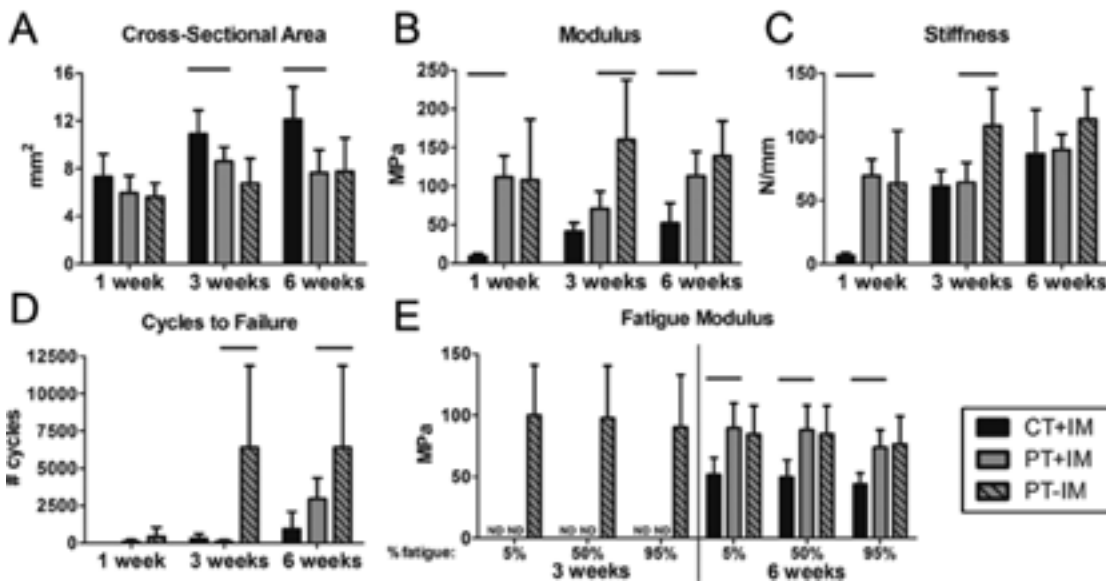 A
Cross-Sectional Area
16
12
8
4
0
mm2
1 week
3 weeks
6 weeks
B
Modulus
250
200
150
100
50
0
MPa
1 week
3 weeks
6 weeks
C
Stiffness
150
100
50
0
N/mm
1 week
3 weeks
6 weeks
D
Cycles to Failure
12500
10000
7500
5000
2500
0
# cycles
1 week
3 weeks
6 weeks
E
Fatigue Modulus
150
100
50
0
MPa
ND ND
ND ND
ND ND
% fatigue:
5%
50%
95%
5%
50%
95%
3 weeks
6 weeks
CT+IM
PT+IM
PT-IM